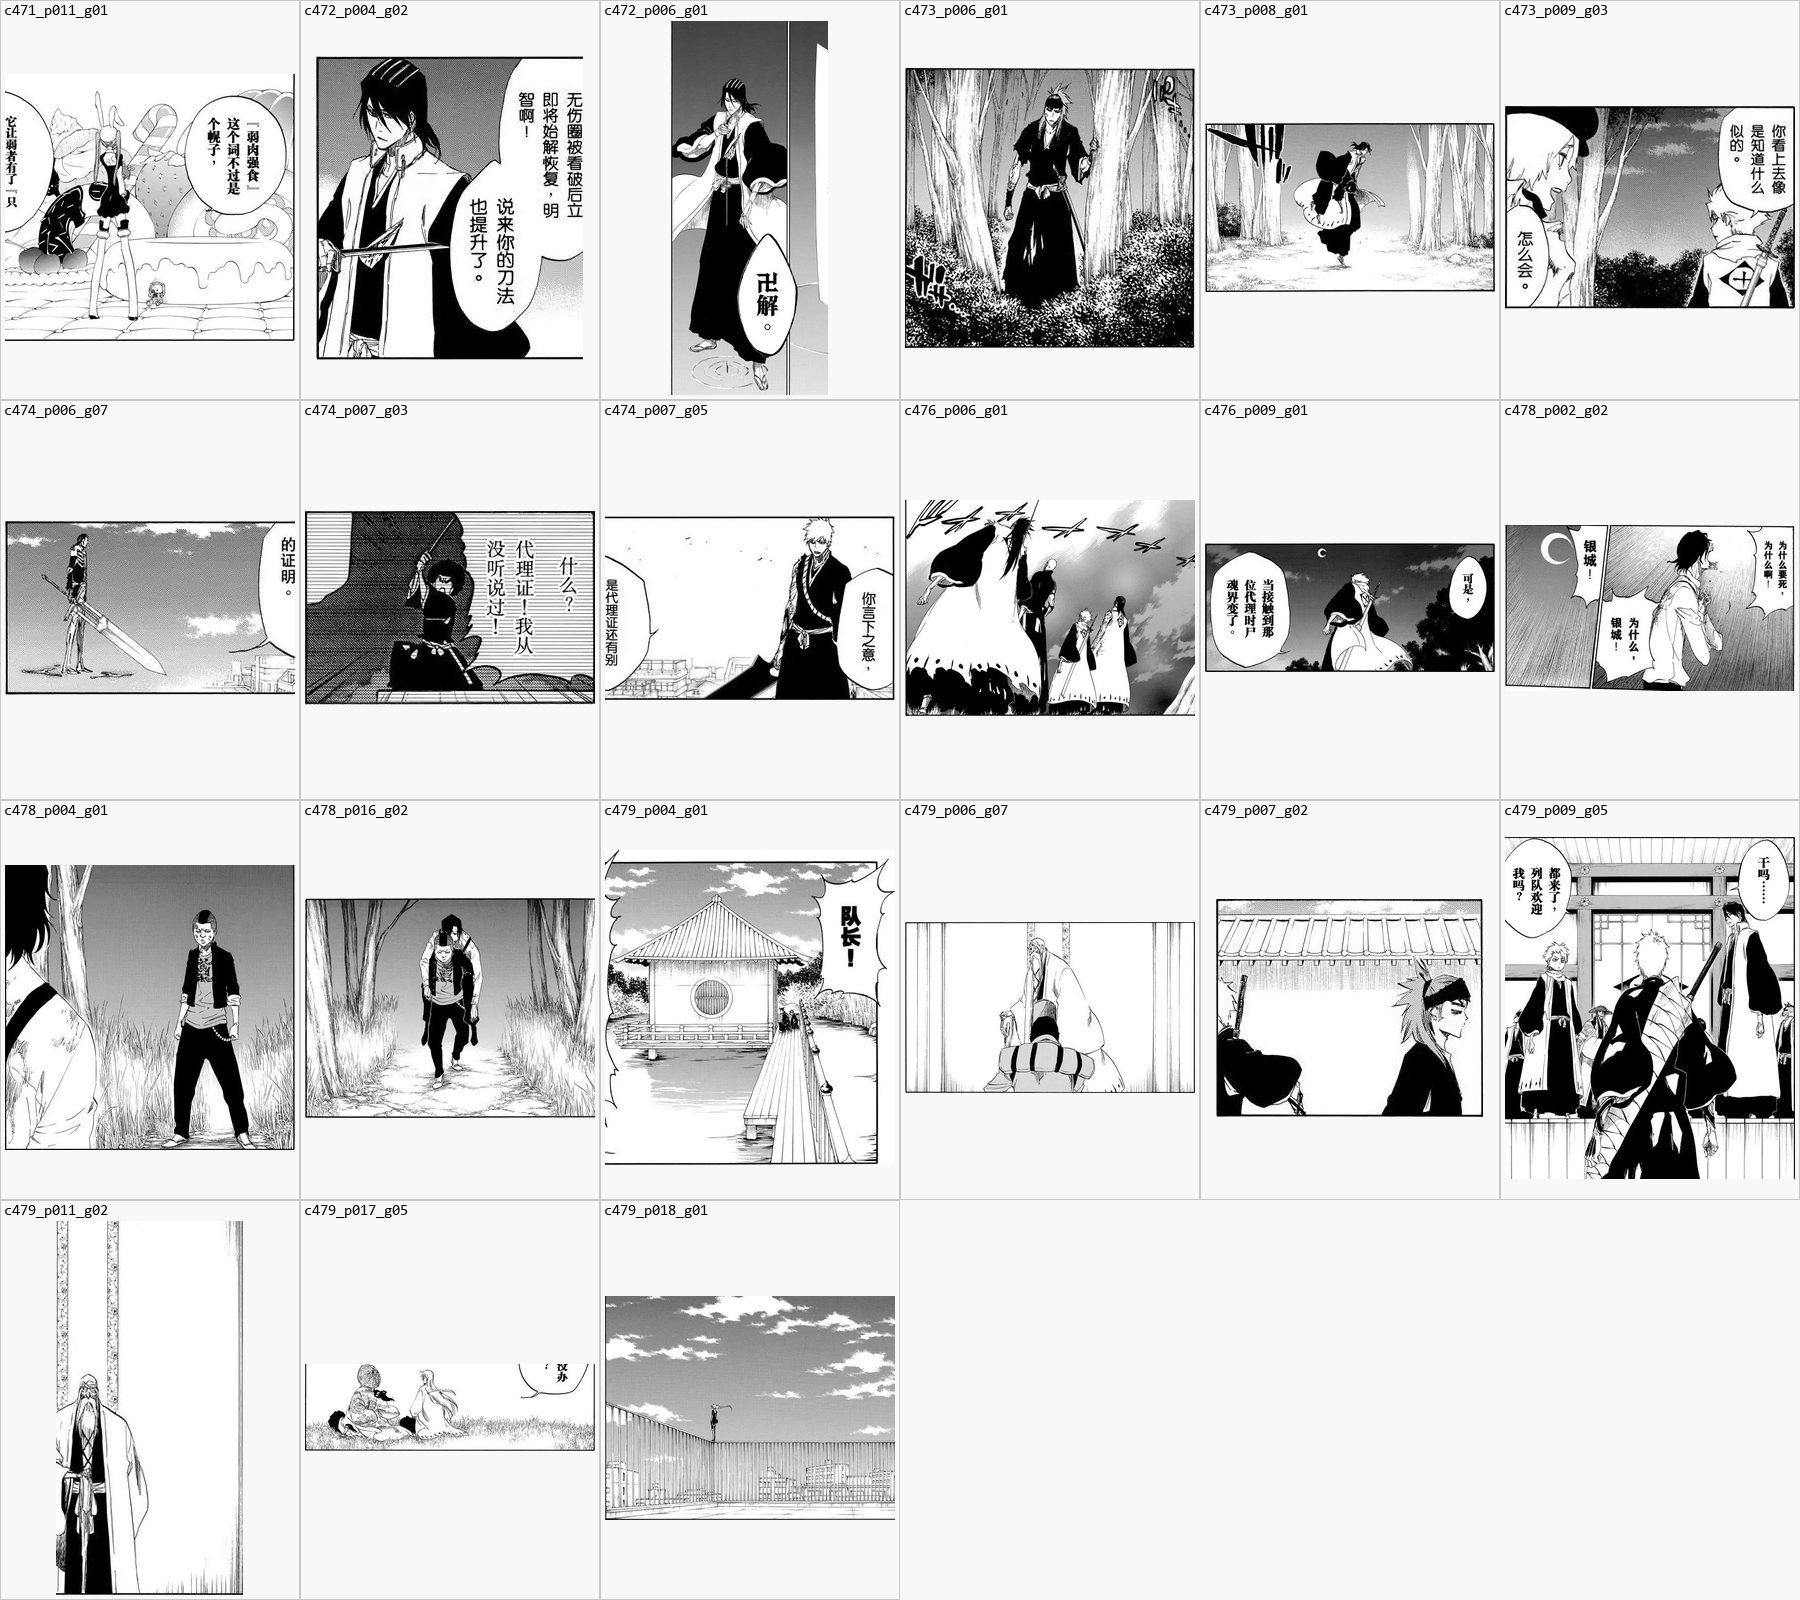 c471_p011_g01
『弱肉强食』
这个词不过是
个幌子，
它让弱者有了『只
c472_p004_g02
无伤圈被看破后立
即将始解恢复，明
智啊！
说来你的刀法
也提升了。
c472_p006_g01
卍解。
c473_p006_g01
c473_p008_g01
c473_p009_g03
你看上去像
是知道什么
似的。
怎么会。
c474_p006_g07
的证明。
c474_p007_g03
什么？
代理证！我从
没听说过！
c474_p007_g05
你言下之意，
是代理证还有别
c476_p006_g01
c476_p009_g01
可是，
当接触到那
位代理时尸
魂界变了。
c478_p002_g02
为什么要死，
为什么啊！
银城！
为什么，
银城！
c478_p004_g01
c478_p016_g02
c479_p004_g01
队长！
c479_p006_g07
c479_p007_g02
c479_p009_g05
干吗……
都来了，
列队欢迎
我吗？
c479_p011_g02
c479_p017_g05
没办
？
c479_p018_g01